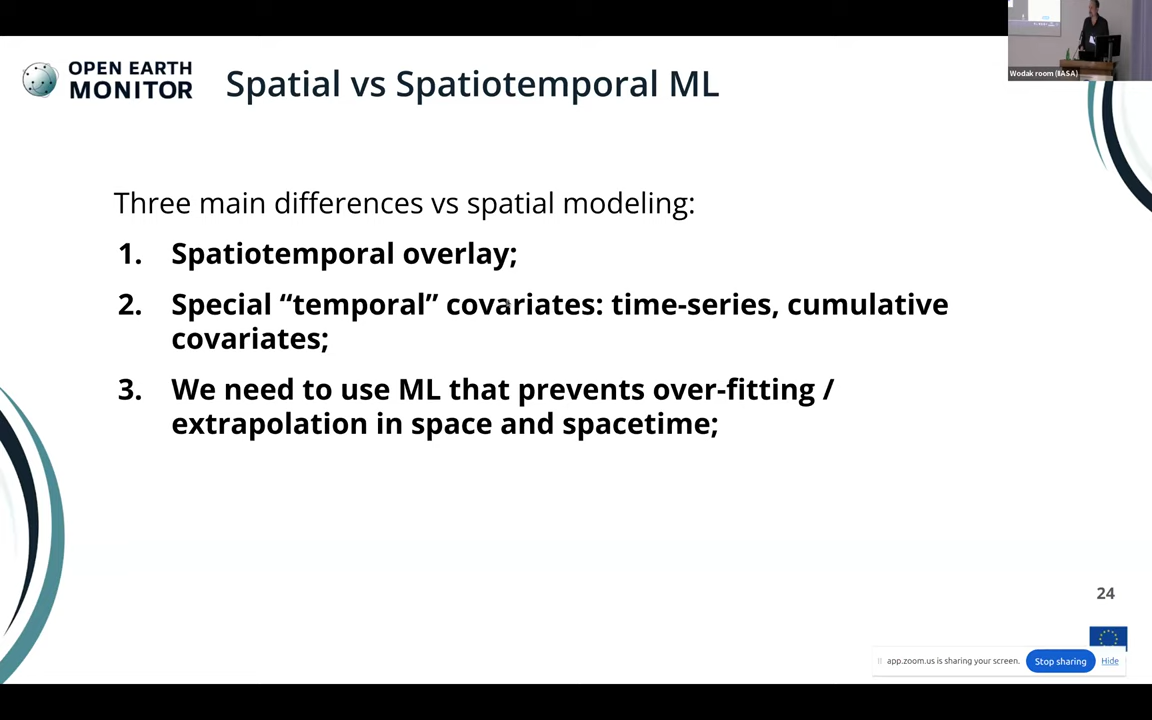 OPEN EARTH
MONITOR
Spatial vs Spatiotemporal ML
Wodak room (IIASA)
Three main differences vs spatial modeling:
1. Spatiotemporal overlay;
2. Special “temporal” covariates: time-series, cumulative
covariates;
3. We need to use ML that prevents over-fitting /
extrapolation in space and spacetime;
24
app.zoom.us is sharing your screen.
Stop sharing
Hide